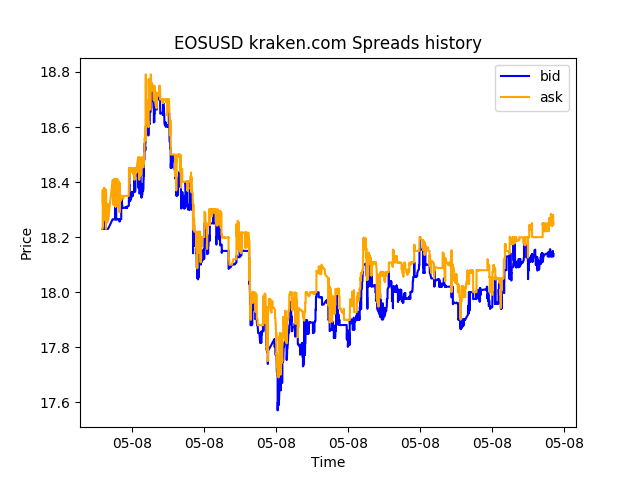 EOSUSD kraken.com Spreads history
bid
ask
Price
18.8
18.6
18.4
18.2
18.0
17.8
17.6
05-08 05-08 05-08 05-08 05-08 05-08 05-08
Time